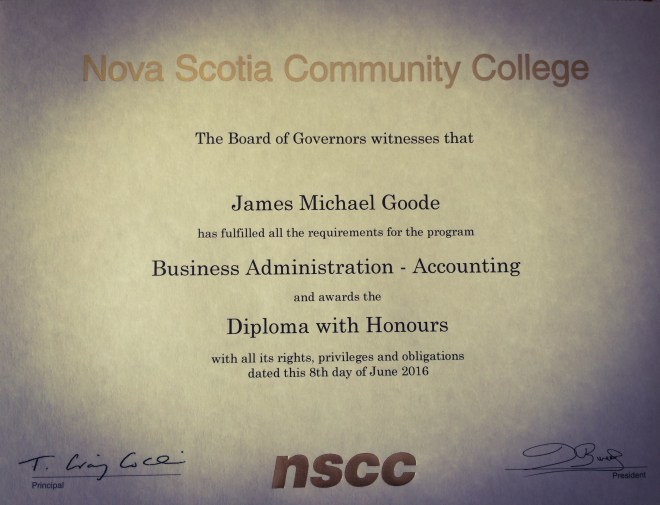 Nova Scotia Community College
The Board of Governors witnesses that
James Michael Goode
has fulfilled all the requirements for the program
Business Administration - Accounting
and awards the
Diploma with Honours
with all its rights, privileges and obligations
dated this 8th day of June 2016
T. Craig
Principal
nscc
President